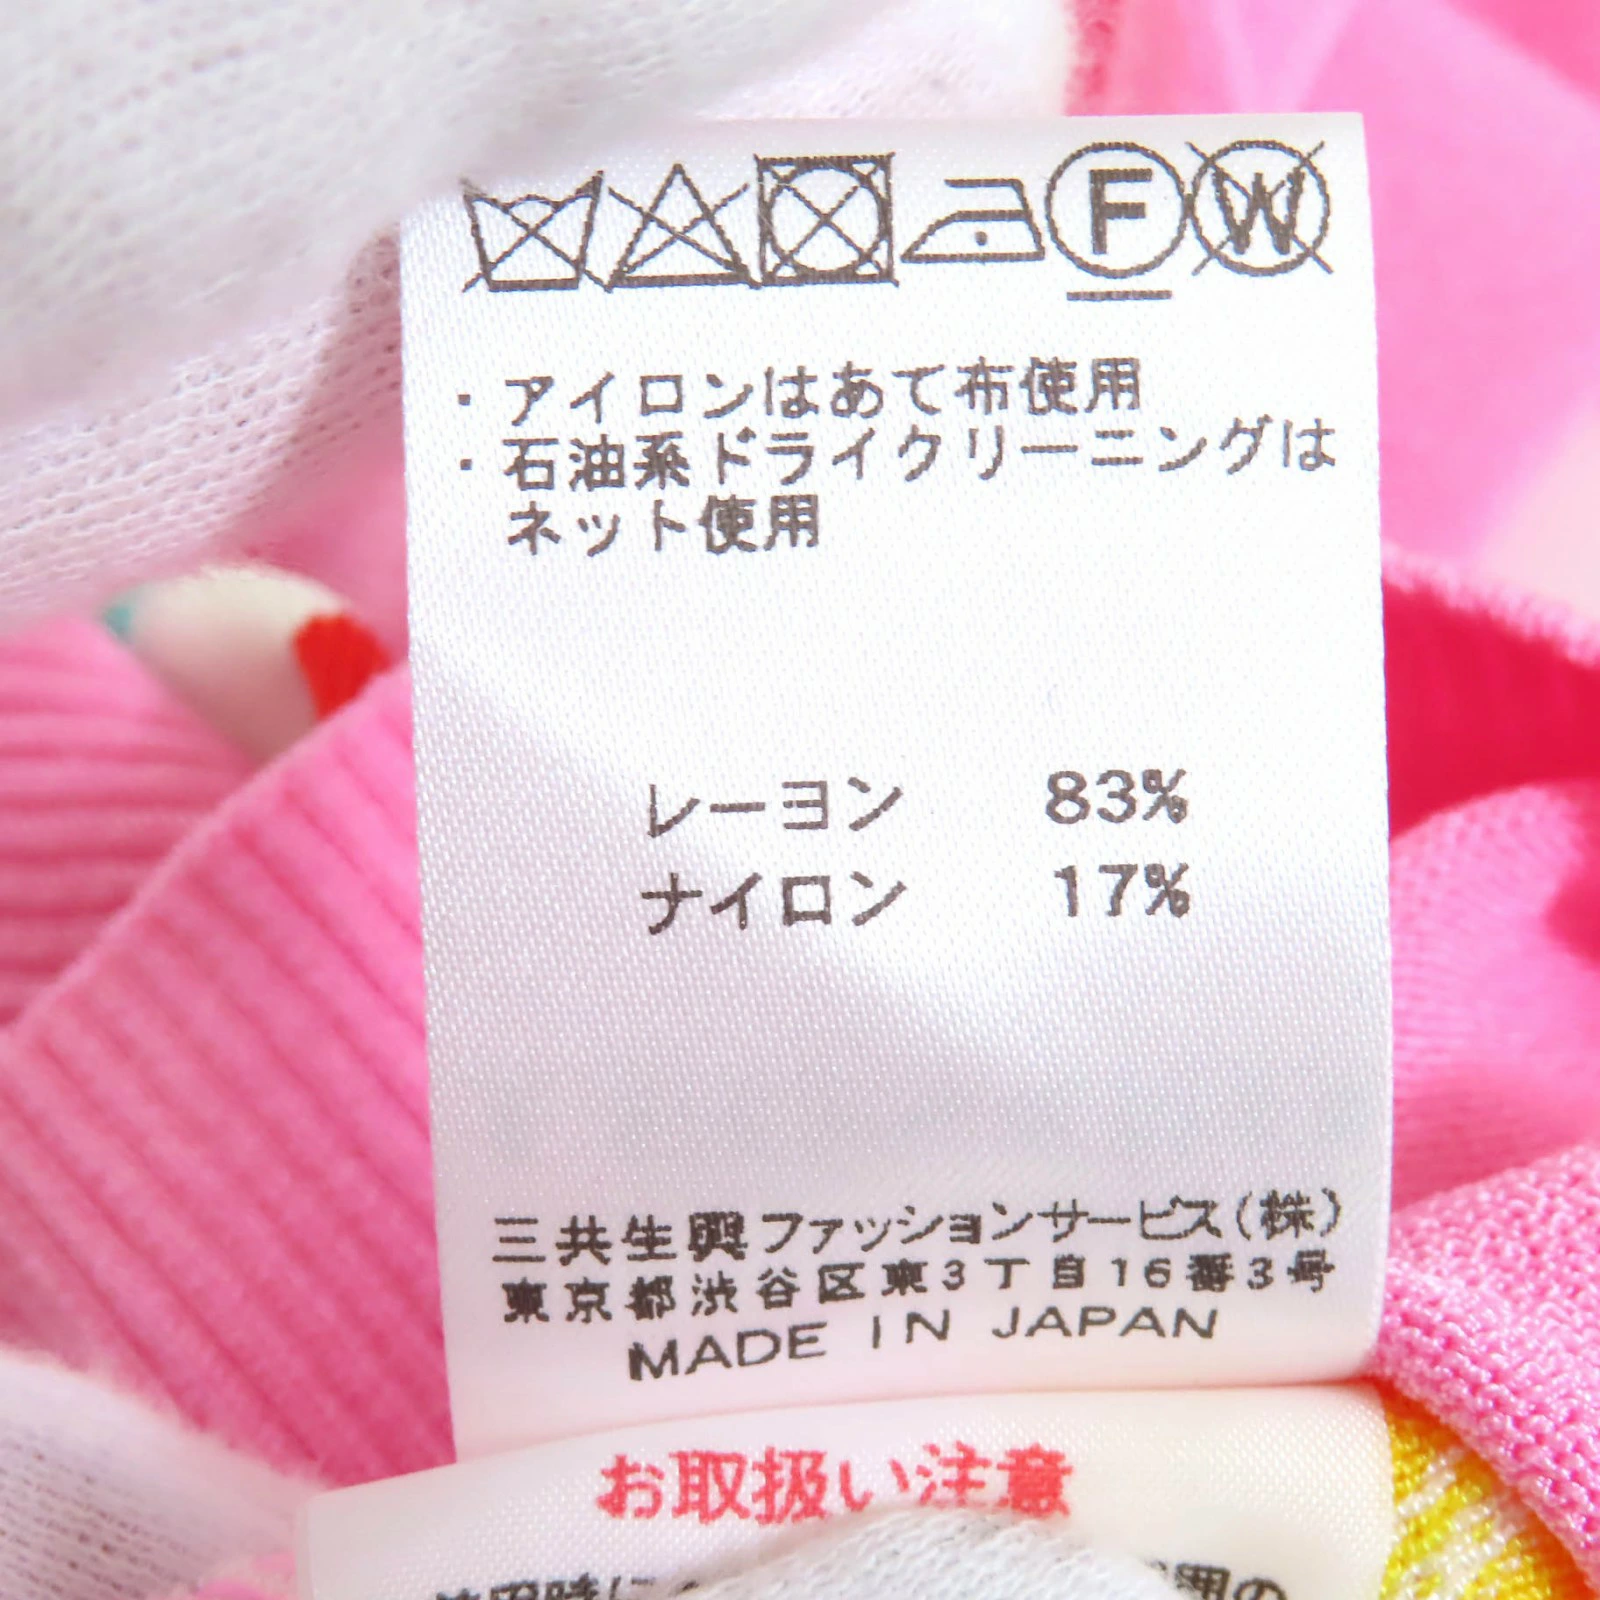 F W
・アイロンはあて布使用
・石油系ドライクリーニングは
ネット使用
レーヨン 83%
ナイロン 17%
三共生興ファッションサービス(株)
東京都渋谷区東3丁目16番3号
MADE IN JAPAN
お取扱い注意